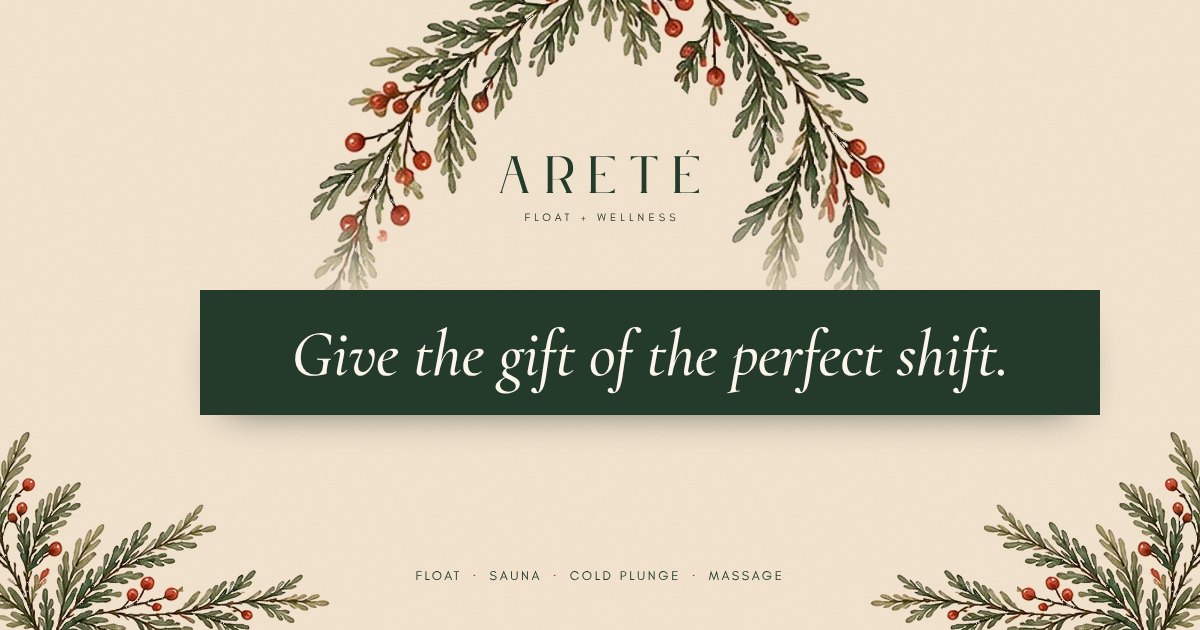 ARETÉ
FLOAT + WELLNESS
Give the gift of the perfect shift.
FLOAT · SAUNA · COLD PLUNGE · MASSAGE